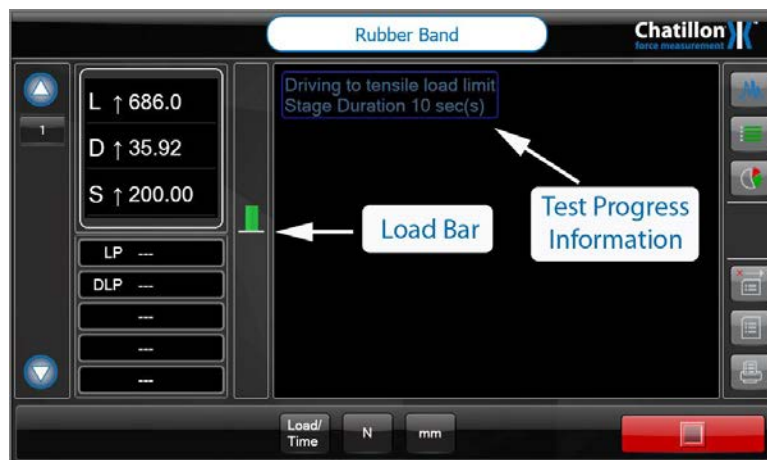 Rubber Band
Chatillon
force measurement
1
L ↑ 686.0
D ↑ 35.92
S ↑ 200.00
LP ---
DLP ---
---
---
---
Driving to tensile load limit
Stage Duration 10 sec(s)
Load Bar
Test Progress
Information
Load/
Time
N
mm